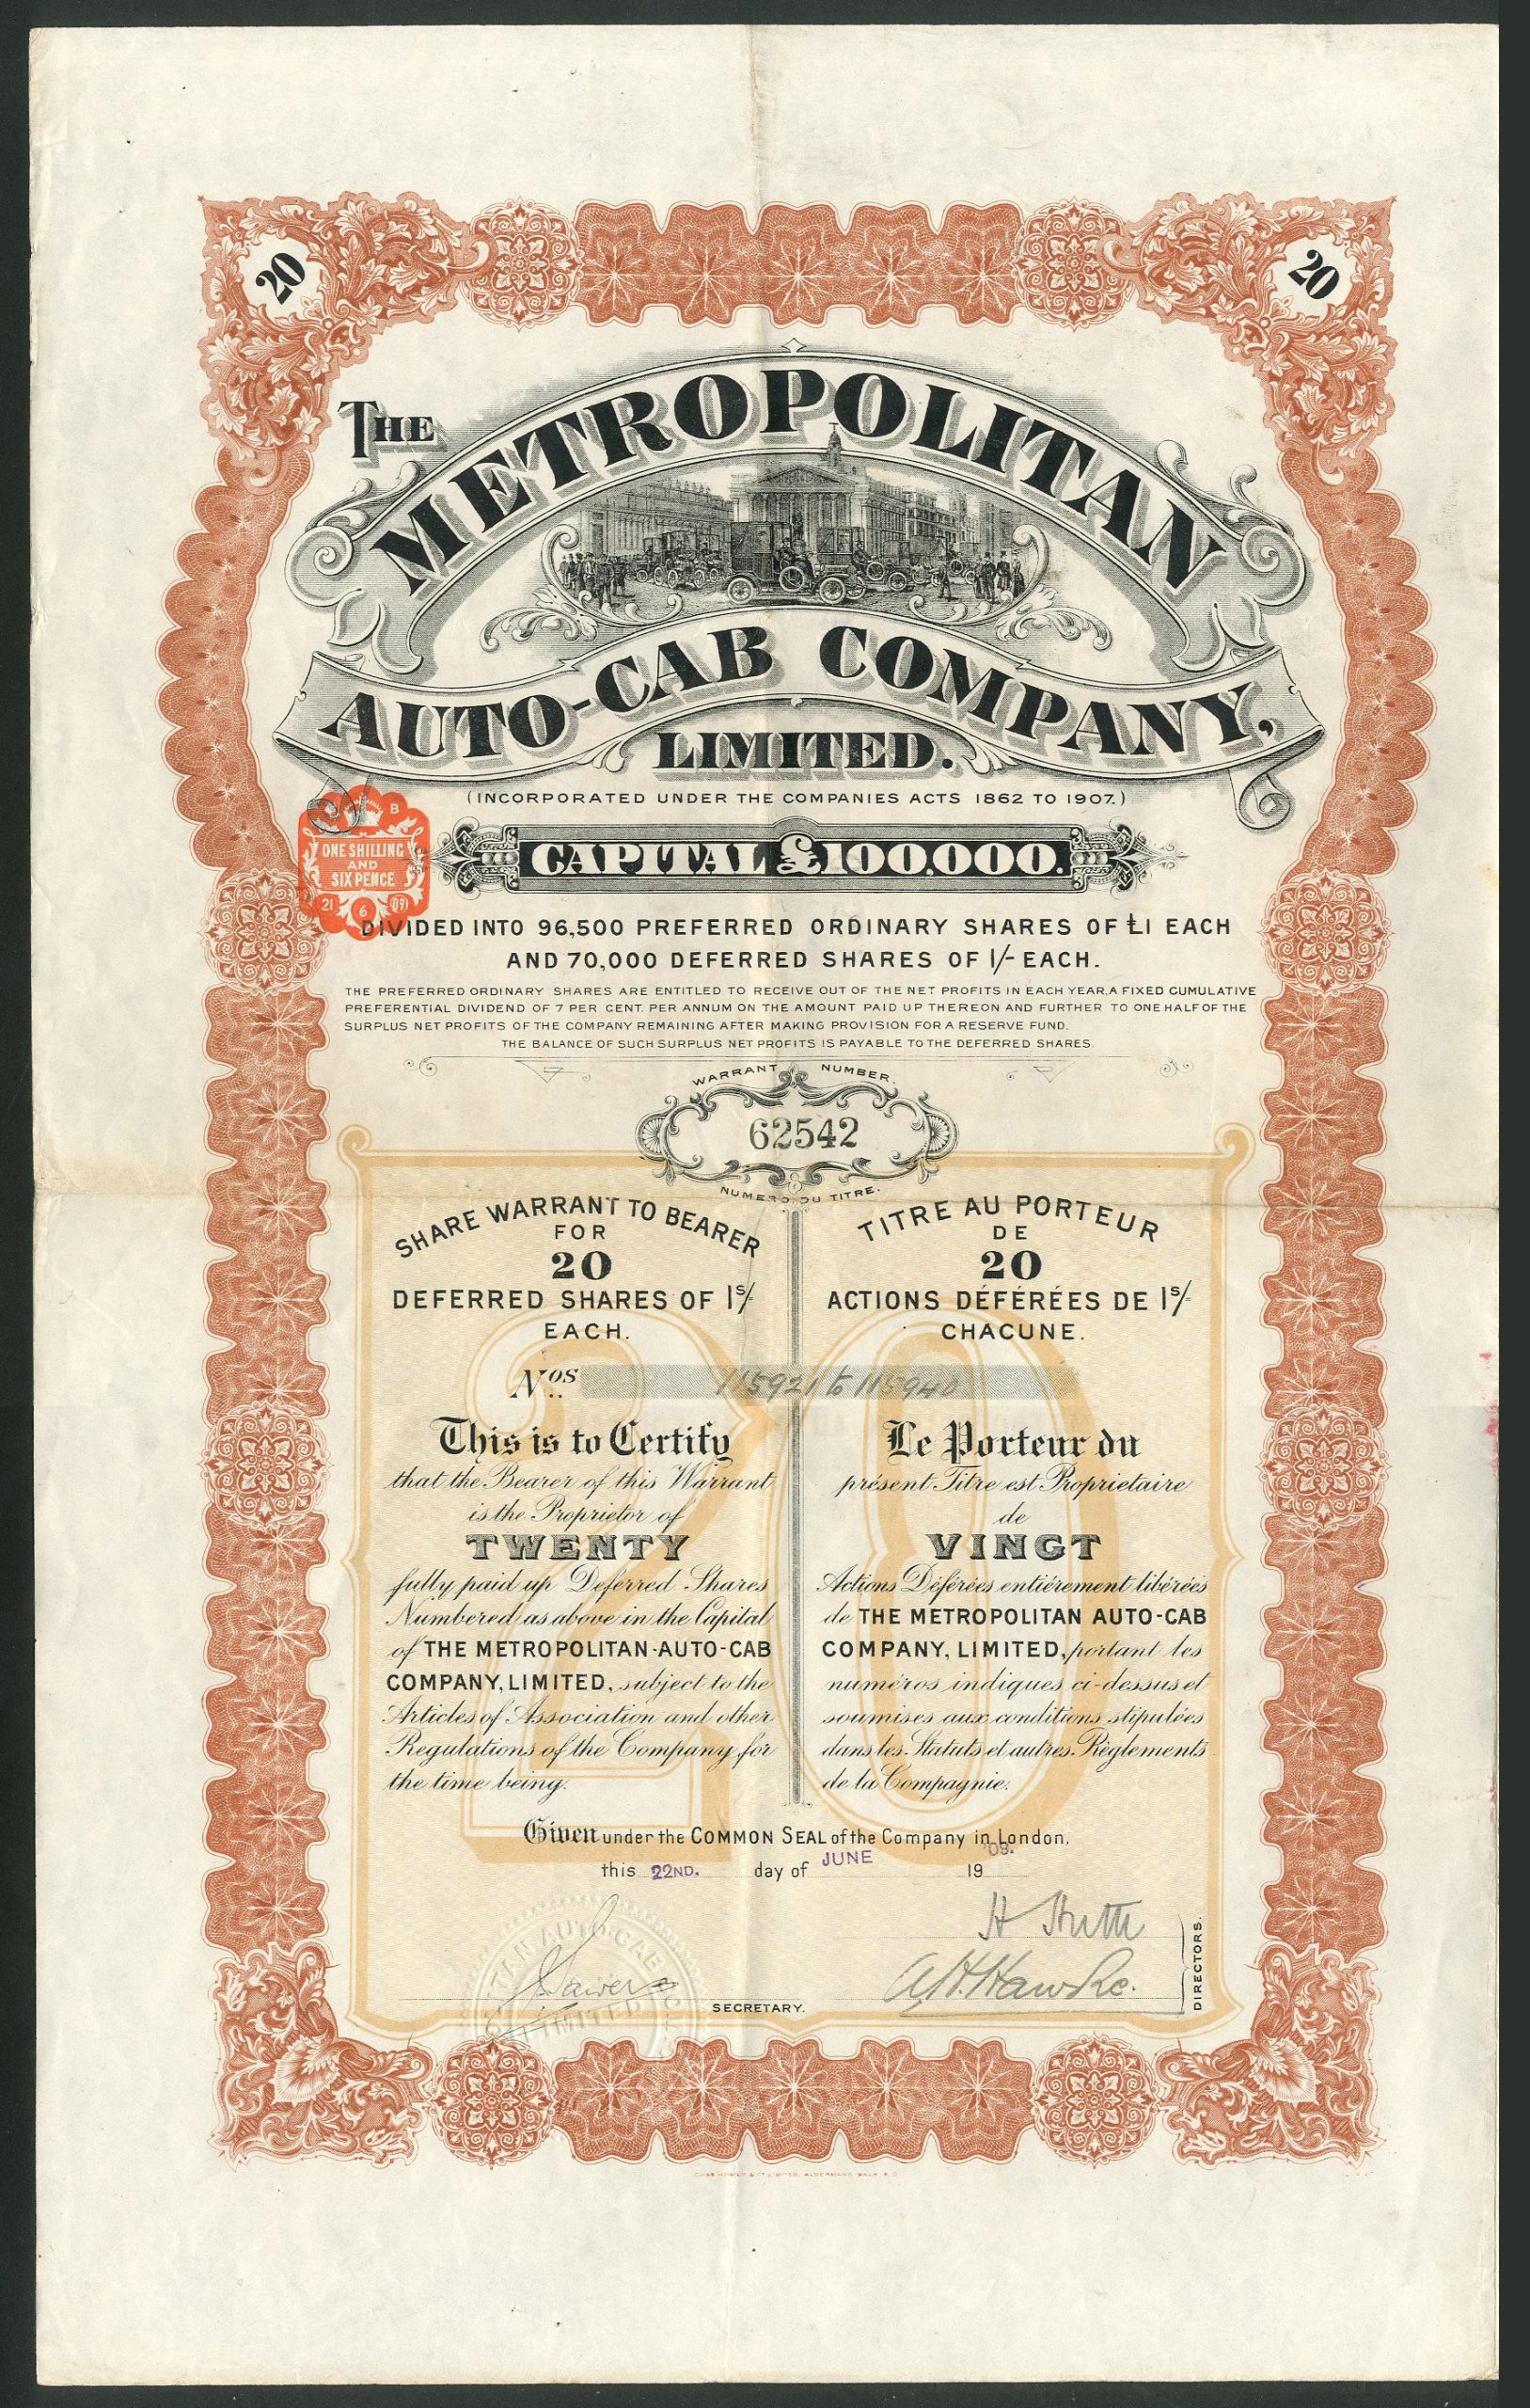 20
20
THE
METROPOLITAN
AUTO-CAB COMPANY,
LIMITED.
(INCORPORATED UNDER THE COMPANIES ACTS 1862 TO 1907.)
B
ONE SHILLING
AND
SIX PENCE
21 6 09
CAPITAL £100,000.
DIVIDED INTO 96,500 PREFERRED ORDINARY SHARES OF £1 EACH
AND 70,000 DEFERRED SHARES OF 1/- EACH.
THE PREFERRED ORDINARY SHARES ARE ENTITLED TO RECEIVE OUT OF THE NET PROFITS IN EACH YEAR, A FIXED CUMULATIVE
PREFERENTIAL DIVIDEND OF 7 PER CENT. PER ANNUM ON THE AMOUNT PAID UP THEREON AND FURTHER TO ONE HALF OF THE
SURPLUS NET PROFITS OF THE COMPANY REMAINING AFTER MAKING PROVISION FOR A RESERVE FUND.
THE BALANCE OF SUCH SURPLUS NET PROFITS IS PAYABLE TO THE DEFERRED SHARES.
WARRANT NUMBER.
62542
NUMERO DU TITRE.
SHARE WARRANT TO BEARER
FOR
20
DEFERRED SHARES OF 1s/-
EACH.
TITRE AU PORTEUR
DE
20
ACTIONS DÉFÉRÉES DE 1s/-
CHACUNE.
Nos 115921 to 115940
This is to Certify
that the Bearer of this Warrant
is the Proprietor of
TWENTY
fully paid up Deferred Shares
Numbered as above in the Capital
of THE METROPOLITAN-AUTO-CAB
COMPANY, LIMITED, subject to the
Articles of Association and other
Regulations of the Company for
the time being.
Le Porteur du
présent Titre est Proprietaire
de
VINGT
Actions Déférées entiérement libérées
de THE METROPOLITAN AUTO-CAB
COMPANY, LIMITED, portant les
numéros indiques ci-dessus et
soumises aux conditions stipulées
dans les Statuts et autres Règlements
de la Compagnie.
Given under the COMMON SEAL of the Company in London,
this 22ND. day of JUNE 19 '09.
A. H. Hawke.
SECRETARY.
DIRECTORS.